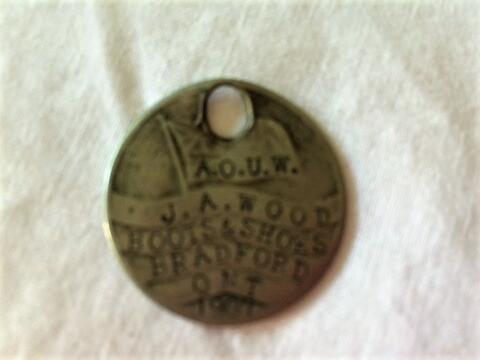 A.O.U.W.
J. A. WOOD
BOOTS & SHOES
BRADFORD
ONT